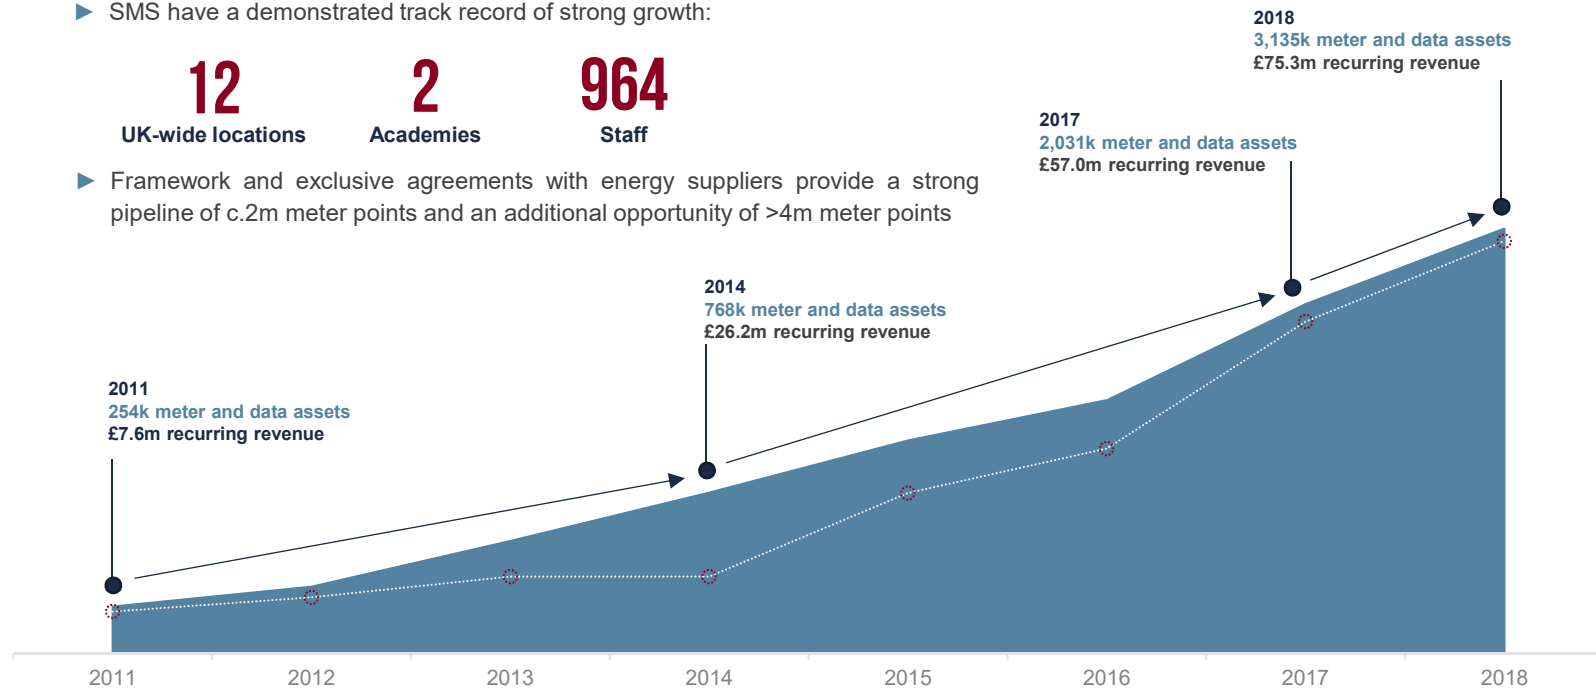 ► SMS have a demonstrated track record of strong growth:
12
UK-wide locations
2
Academies
964
Staff
► Framework and exclusive agreements with energy suppliers provide a strong
pipeline of c.2m meter points and an additional opportunity of >4m meter points
2011
254k meter and data assets
£7.6m recurring revenue
2014
768k meter and data assets
£26.2m recurring revenue
2017
2,031k meter and data assets
£57.0m recurring revenue
2018
3,135k meter and data assets
£75.3m recurring revenue
2011 2012 2013 2014 2015 2016 2017 2018